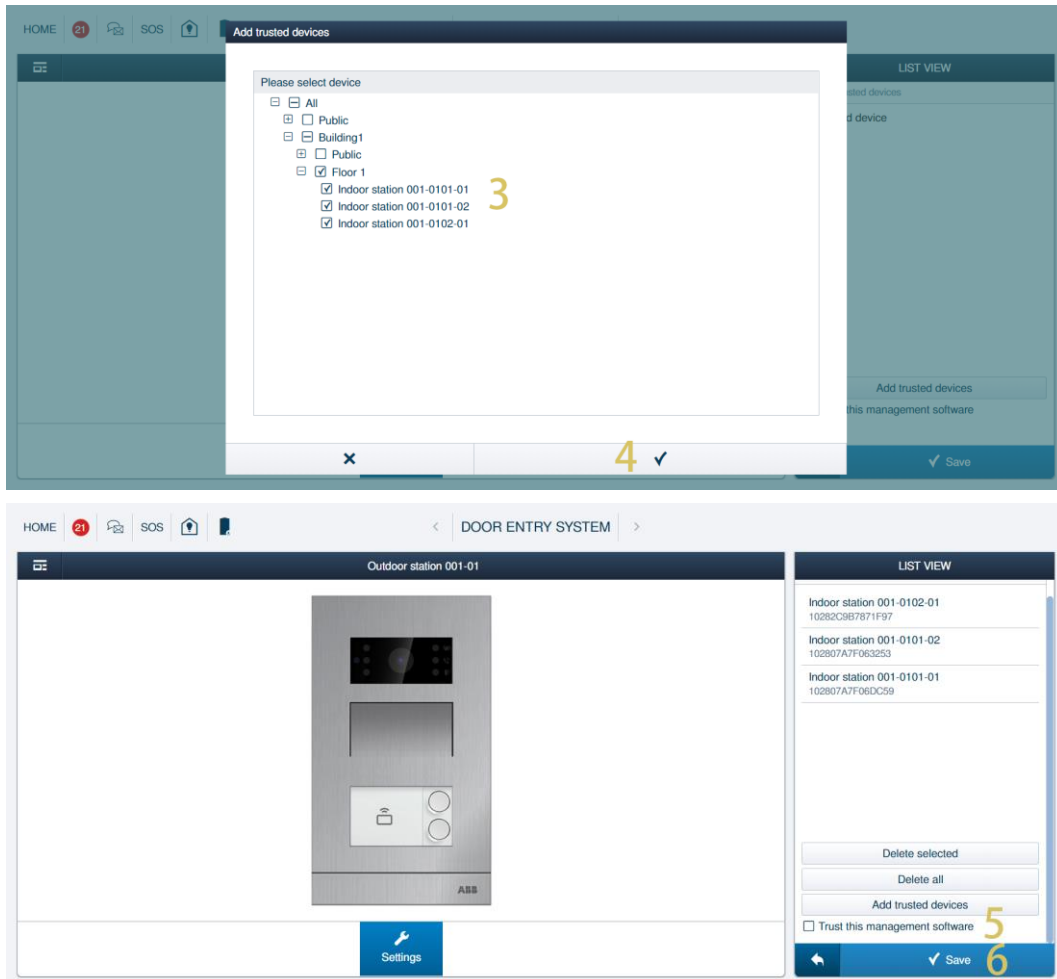 HOME 21 SOS
Add trusted devices
LIST VIEW
Please select device
All
Public
Building1
Public
Floor 1
Indoor station 001-0101-01
Indoor station 001-0101-02
Indoor station 001-0102-01
3
4
sted devices
d device
Add trusted devices
this management software
Save
HOME 21 SOS
DOOR ENTRY SYSTEM
Outdoor station 001-01
ABB
Settings
LIST VIEW
Indoor station 001-0102-01
10282C9B7871F97
Indoor station 001-0101-02
102807A7F063253
Indoor station 001-0101-01
102807A7F06DC59
Delete selected
Delete all
Add trusted devices
Trust this management software 5
Save 6